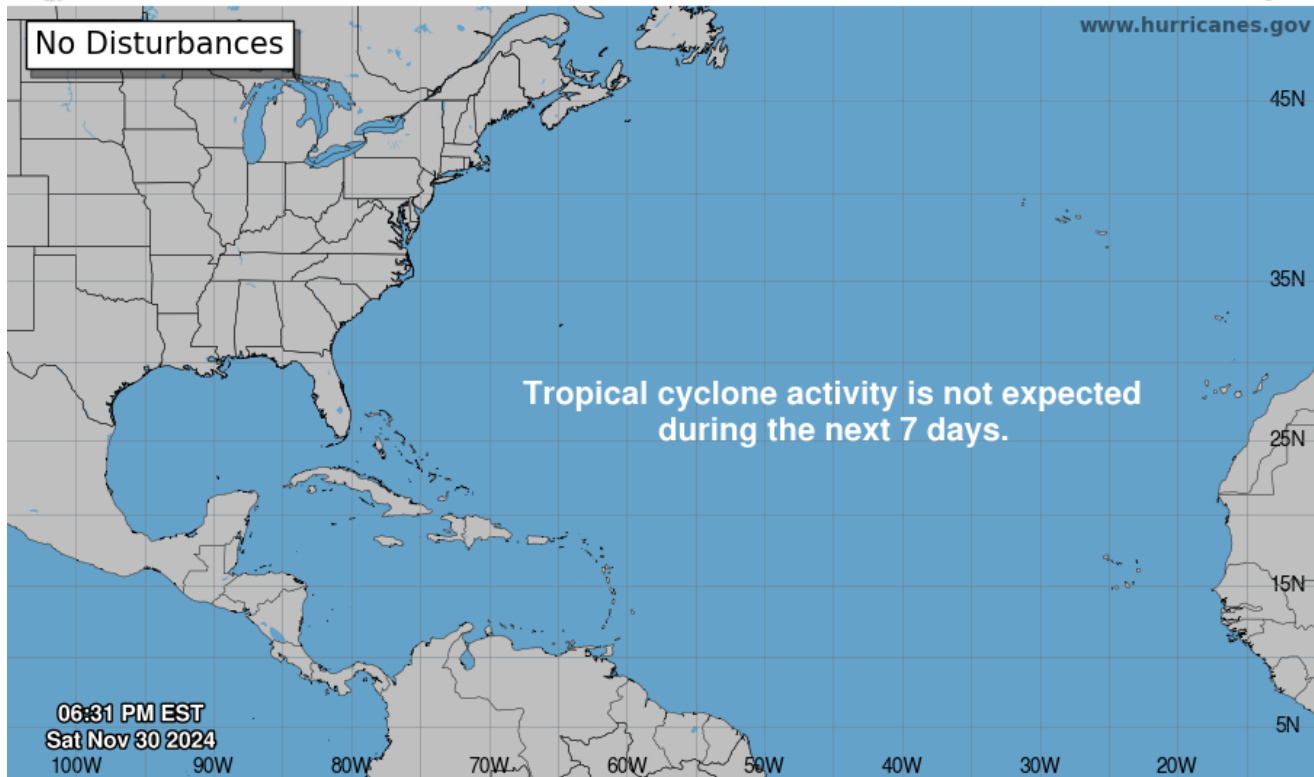 No Disturbances
www.hurricanes.gov
45N
35N
Tropical cyclone activity is not expected
during the next 7 days.
25N
15N
06:31 PM EST
Sat Nov 30 2024
5N
100W 90W 80W 70W 60W 50W 40W 30W 20W